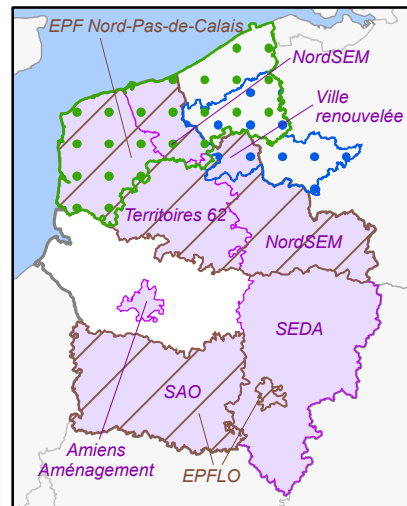 EPF Nord-Pas-de-Calais
NordSEM
Ville
renouvelée
Territoires 62
NordSEM
SEDA
SAO
Amiens
Aménagement
EPFLO